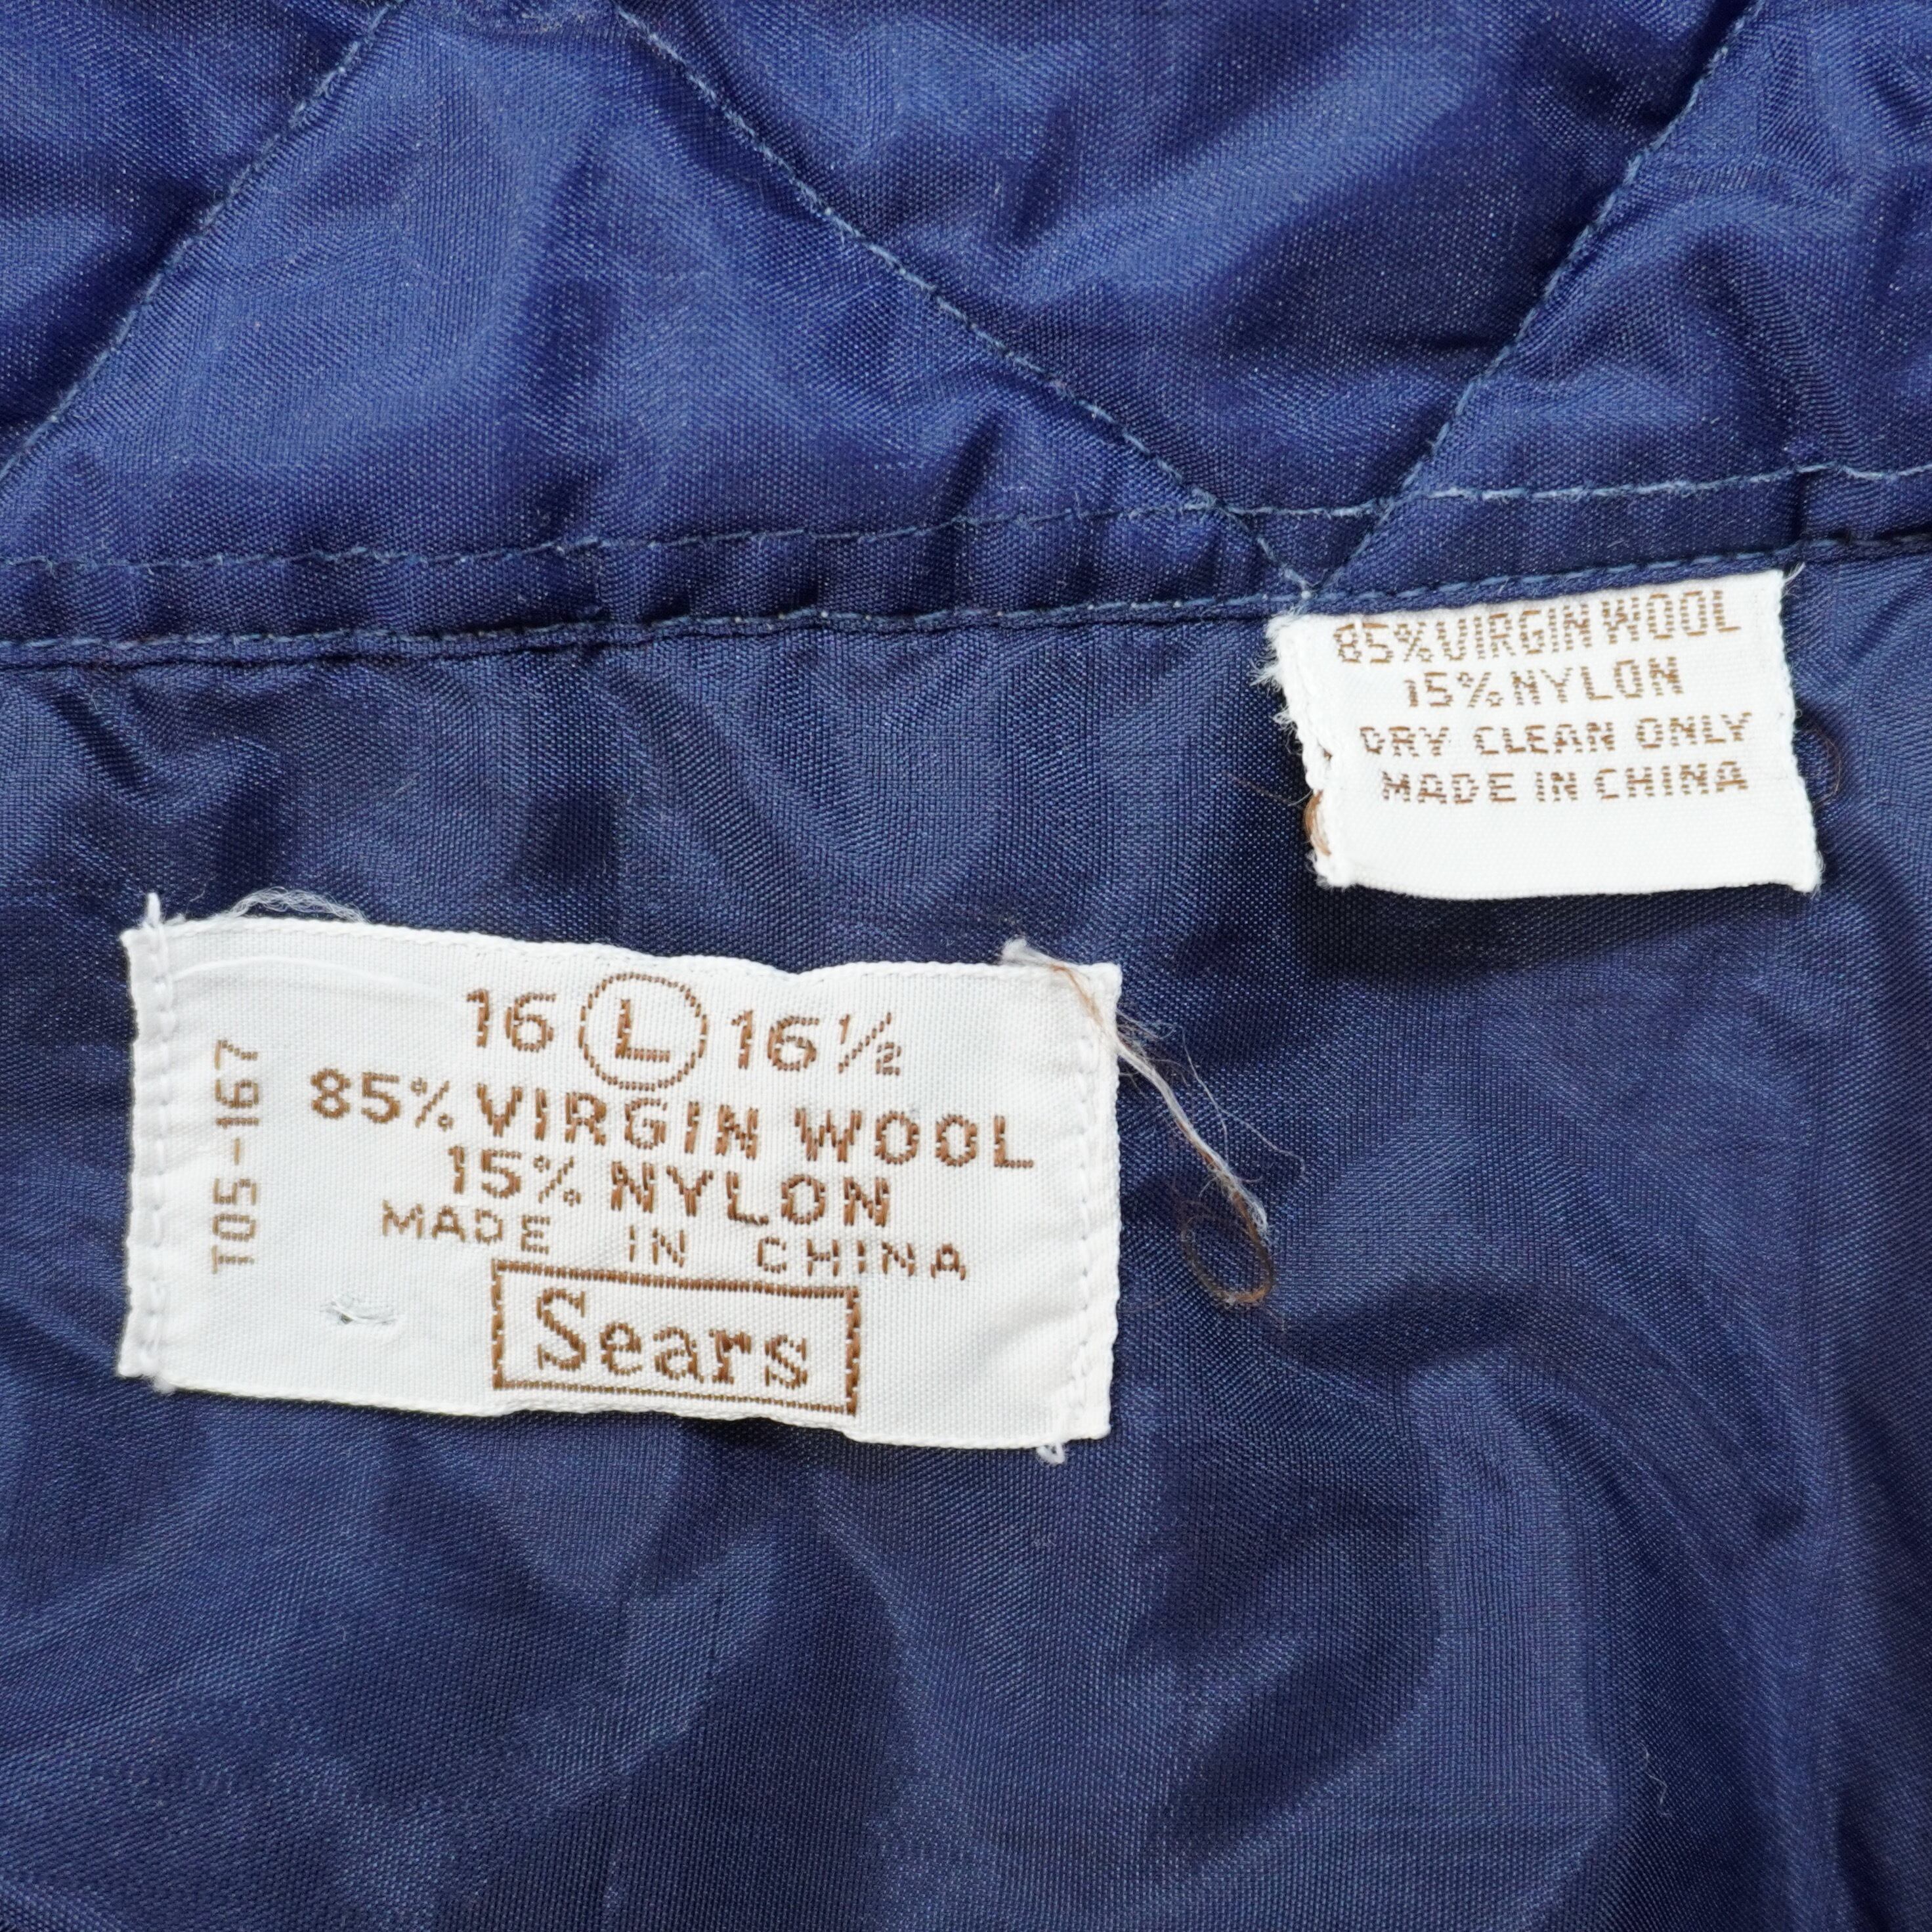 85% VIRGIN WOOL
15% NYLON
DRY CLEAN ONLY
MADE IN CHINA
16 L 16½
85% VIRGIN WOOL
15% NYLON
MADE IN CHINA
Sears
T05-167